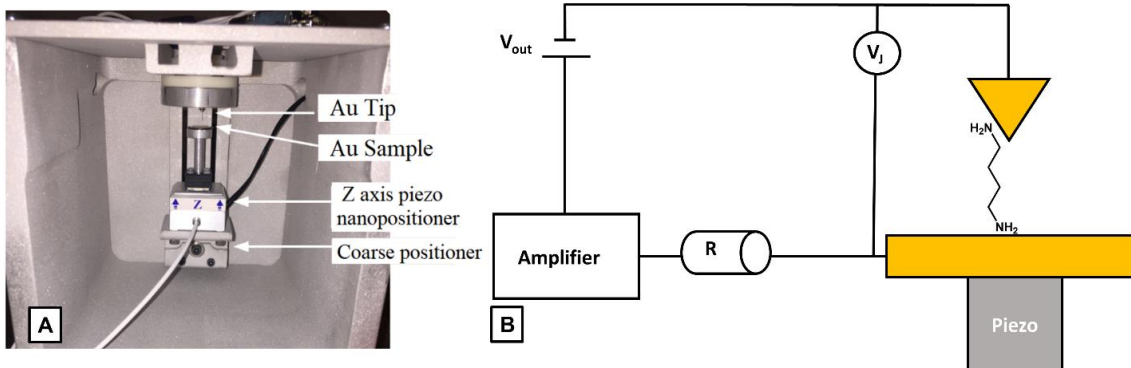 Au Tip
Au Sample
Z axis piezo
nanopositioner
Coarse positioner
Z
A
V_out
V_J
H₂N
NH₂
Amplifier
R
Piezo
B